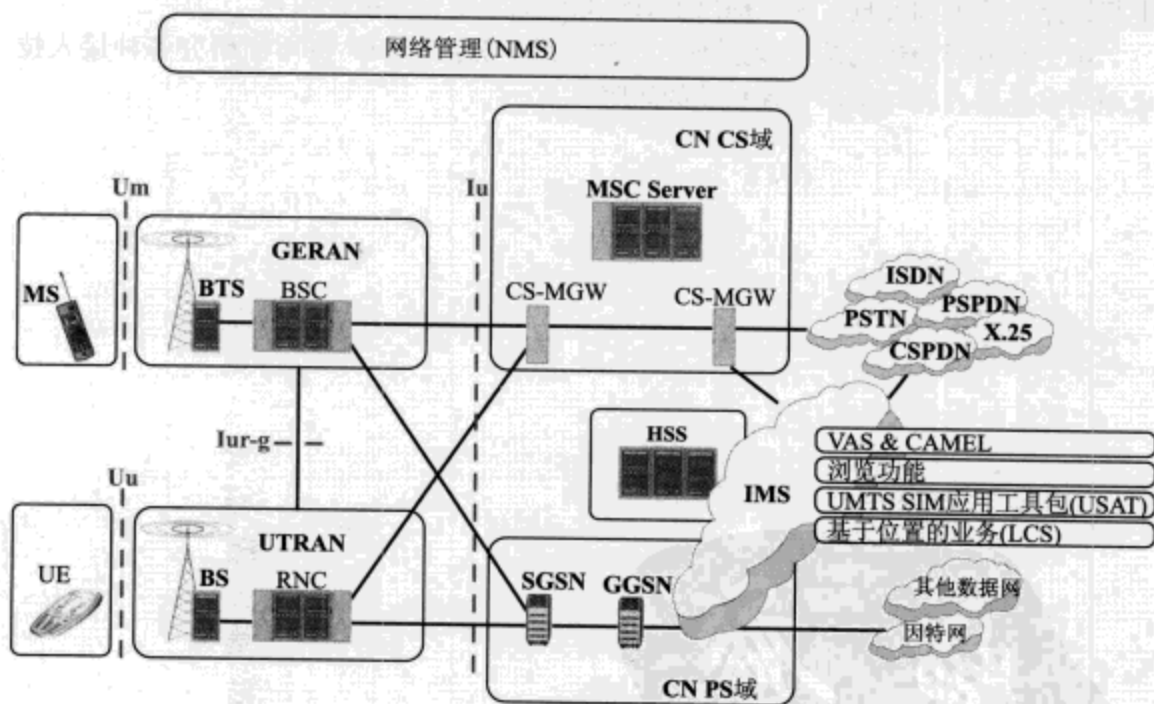 网络管理(NMS)
CN CS域
MSC Server
Um
Iu
GERAN
MS
BTS
BSC
CS-MGW
CS-MGW
ISDN
PSPDN
PSTN
X.25
CSPDN
Iur-g
HSS
IMS
VAS & CAMEL
浏览功能
UMTS SIM应用工具包(USAT)
基于位置的业务(LCS)
Uu
UTRAN
UE
BS
RNC
SGSN
GGSN
其他数据网
因特网
CN PS域